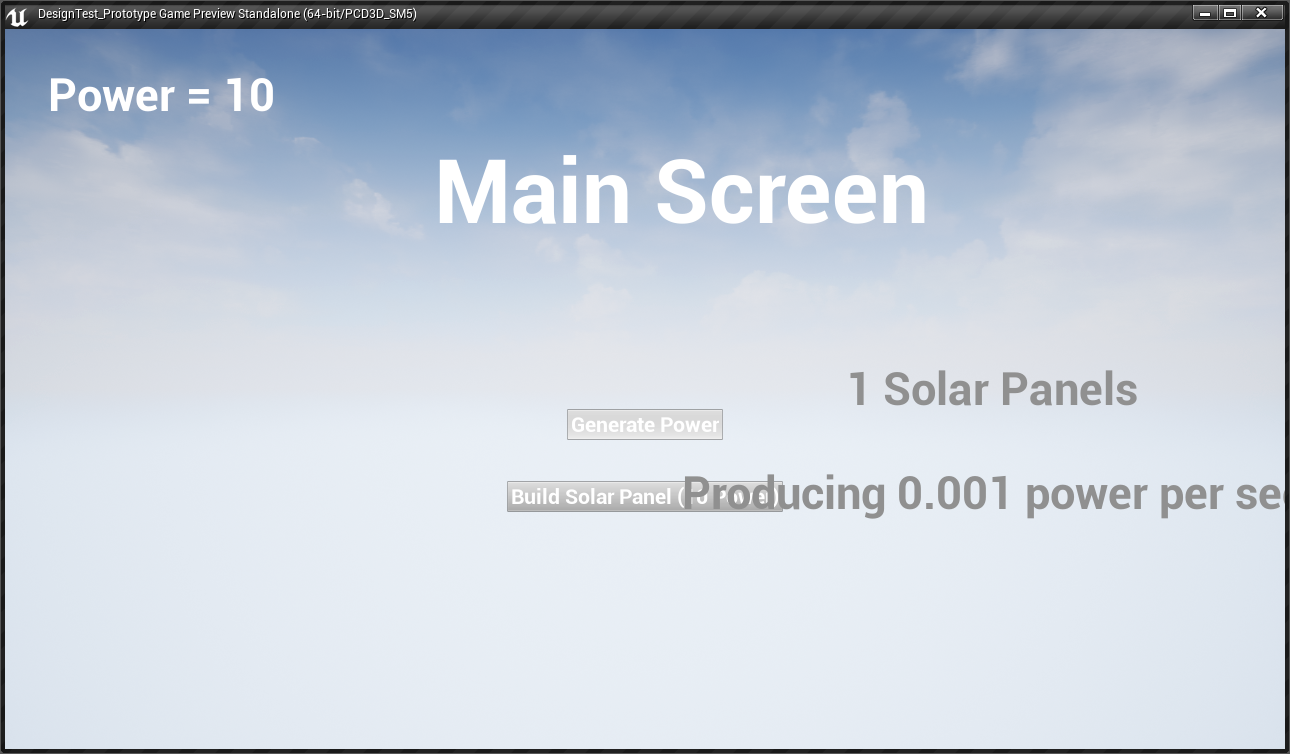 DesignTest_Prototype Game Preview Standalone (64-bit/PCD3D_SM5)
Power = 10
Main Screen
1 Solar Panels
Generate Power
Build Solar Panel (10 Power)
Producing 0.001 power per se